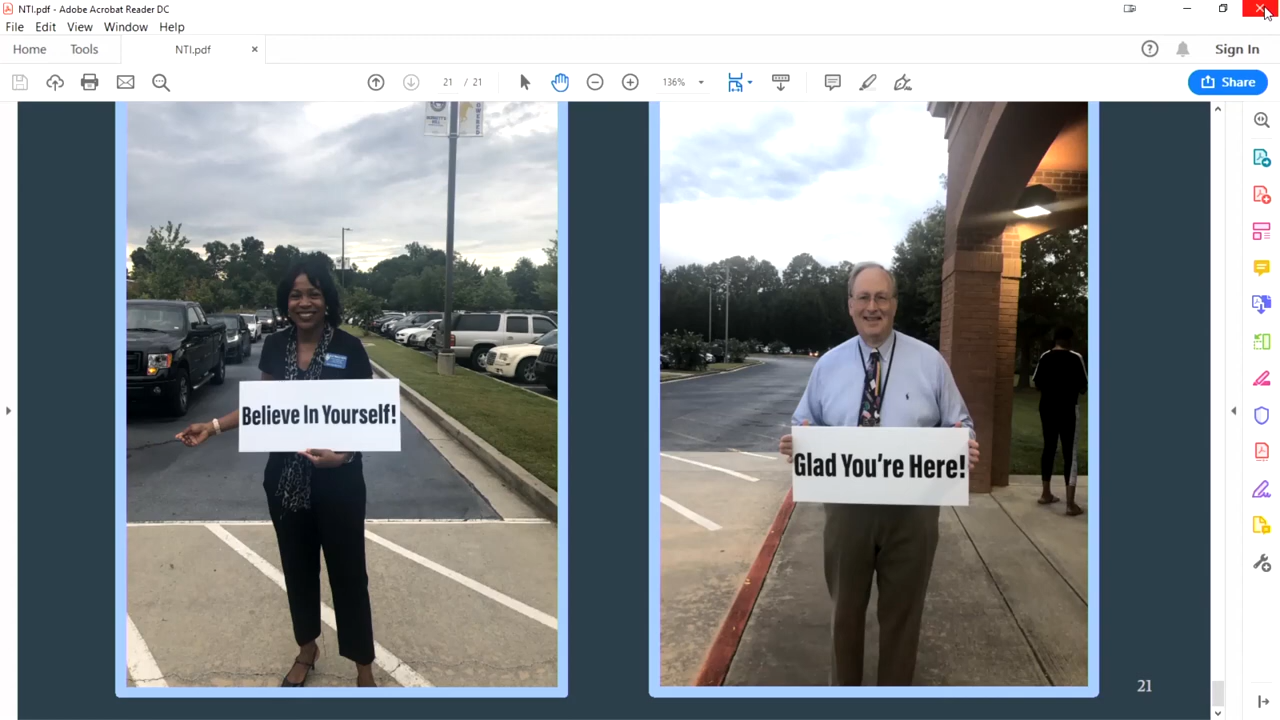 NTI.pdf - Adobe Acrobat Reader DC
File Edit View Window Help
Home Tools NTI.pdf Sign In
21 / 21 136% Share
Believe In Yourself!
Glad You're Here!
21